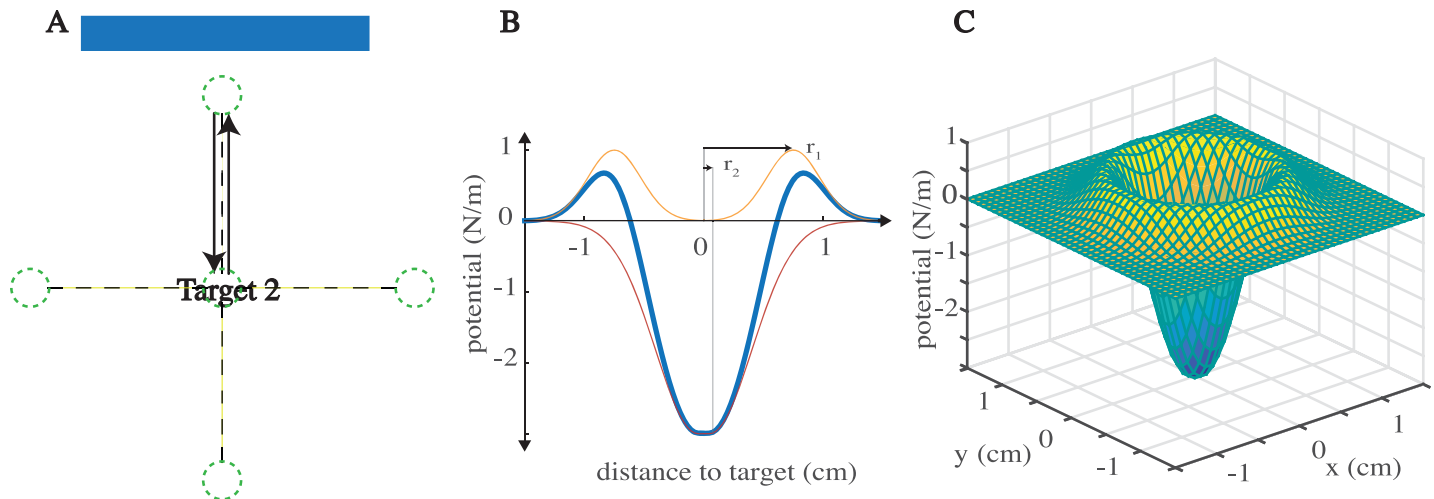 A
Target 2
B
potential (N/m)
1
0
-1
-2
-1
0
1
r1
r2
distance to target (cm)
C
potential (N/m)
1
0
-1
-2
1
0
-1
y (cm)
-1
0
1
x (cm)